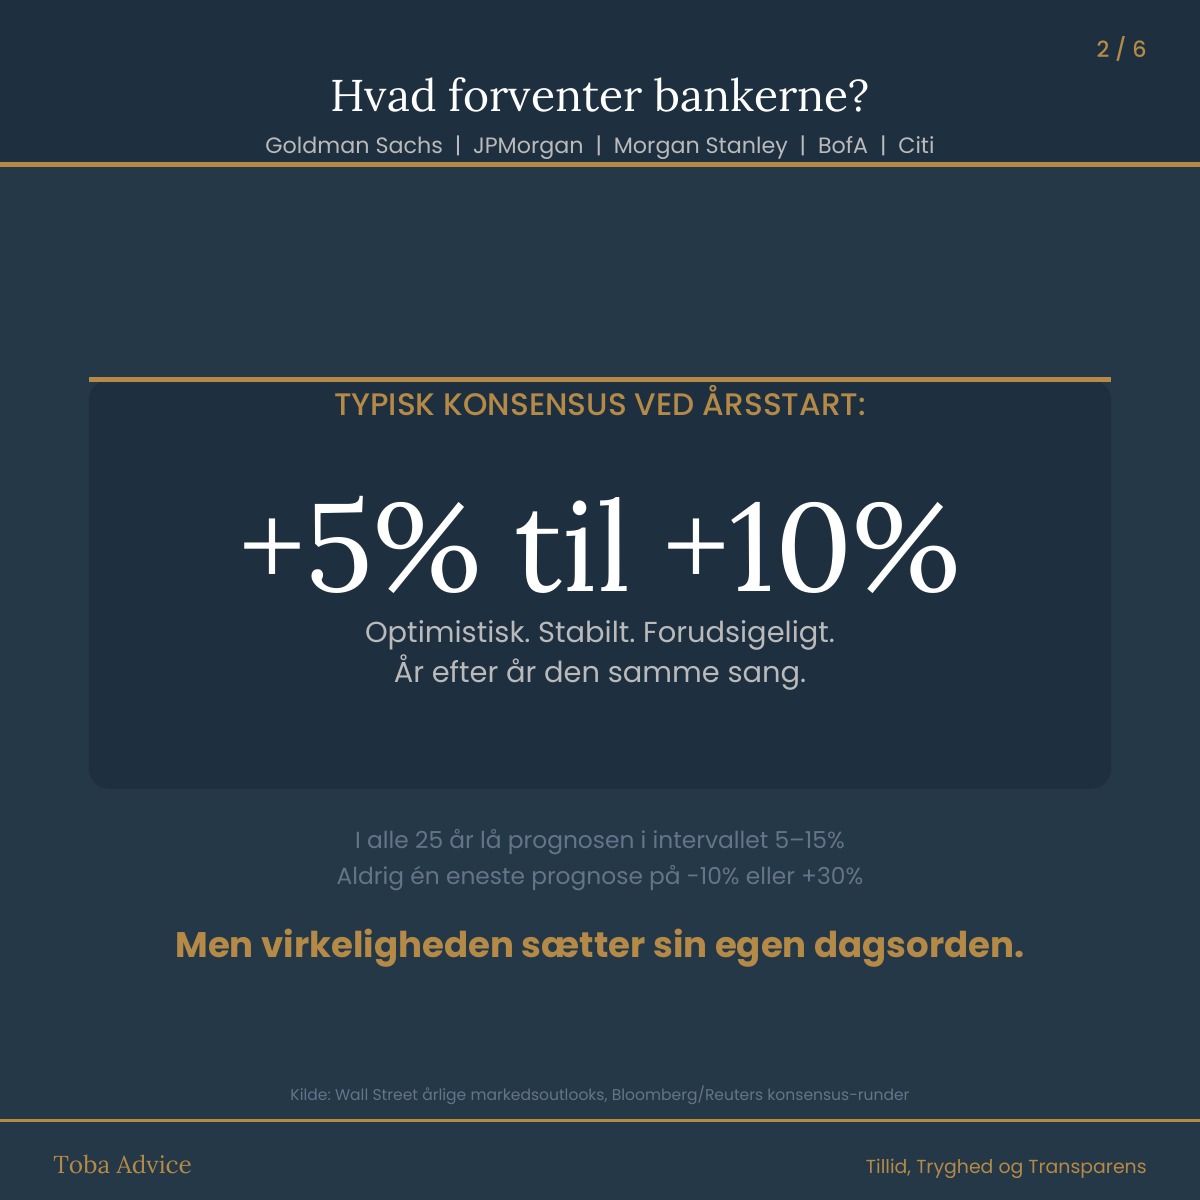 2 / 6
Hvad forventer bankerne?
Goldman Sachs | JPMorgan | Morgan Stanley | BofA | Citi
TYPISK KONSENSUS VED ÅRSSTART:
+5% til +10%
Optimistisk. Stabilt. Forudsigeligt.
År efter år den samme sang.
I alle 25 år lå prognosen i intervallet 5–15%
Aldrig én eneste prognose på -10% eller +30%
Men virkeligheden sætter sin egen dagsorden.
Kilde: Wall Street årlige markedsoutlooks, Bloomberg/Reuters konsensus-runder
Toba Advice
Tillid, Tryghed og Transparens